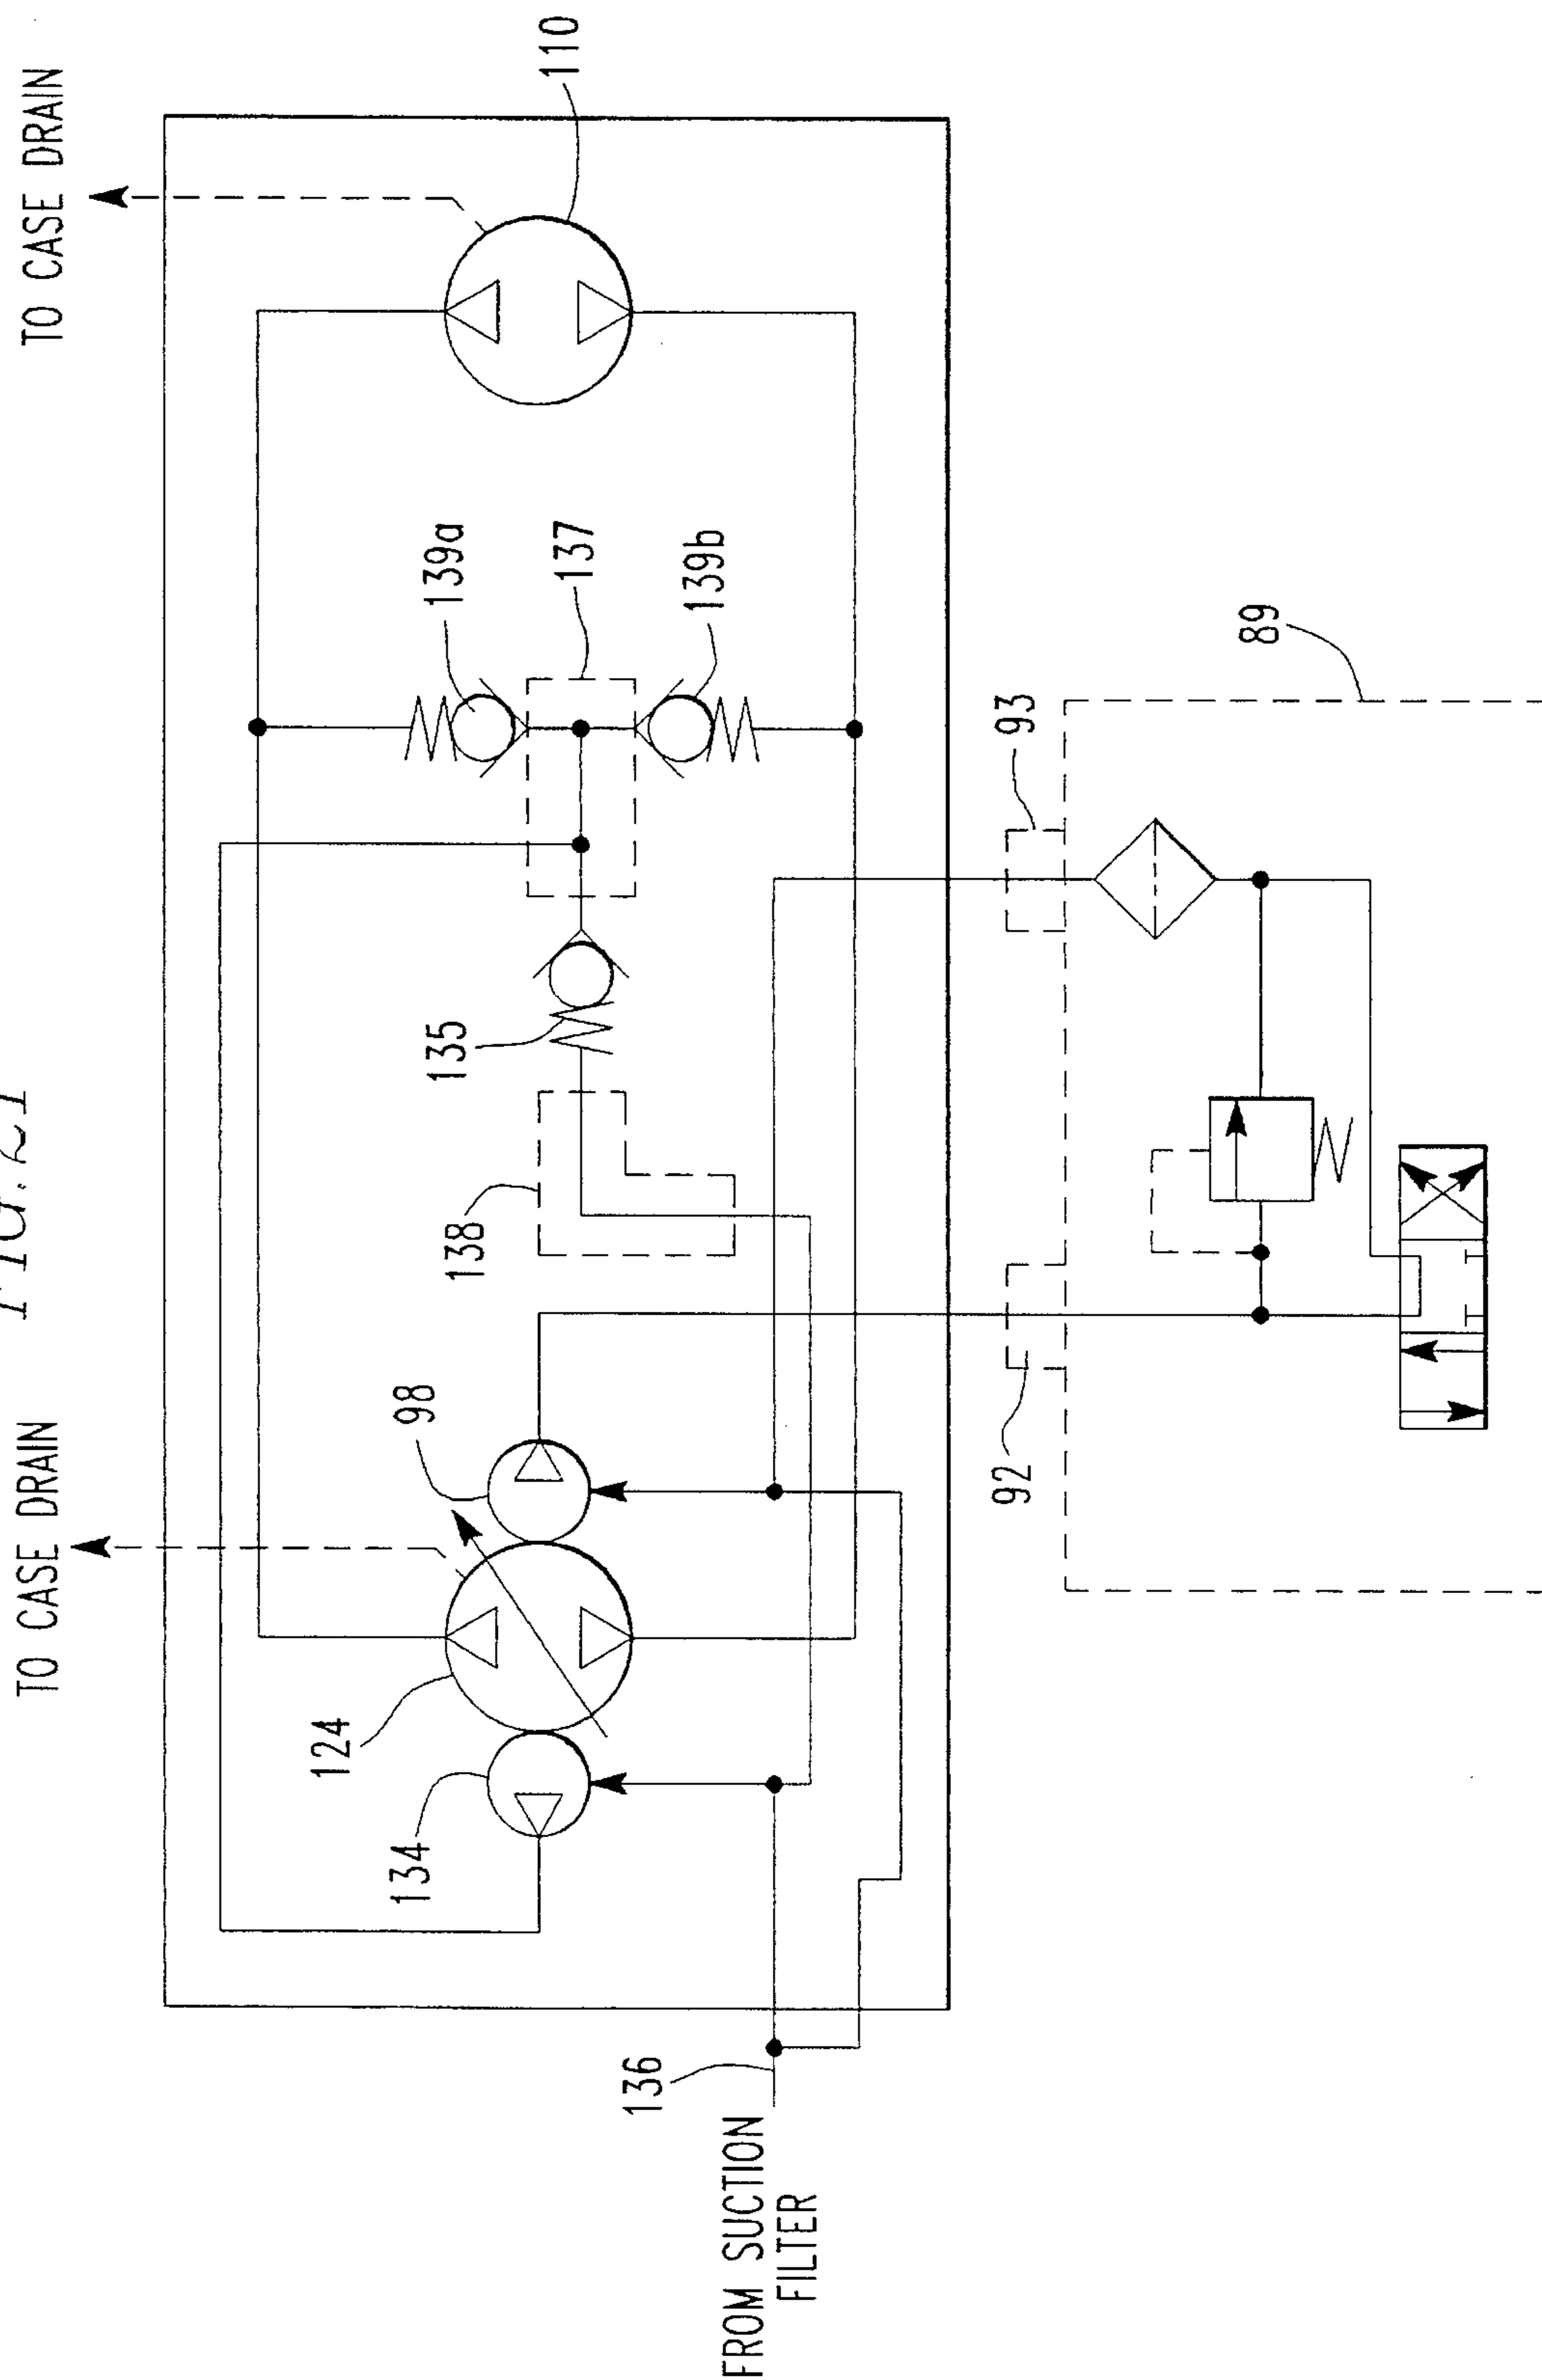 TO CASE DRAIN
TO CASE DRAIN
124
134
98
138
135
139a
110
137
139b
136
FROM SUCTION
FILTER
92
93
89